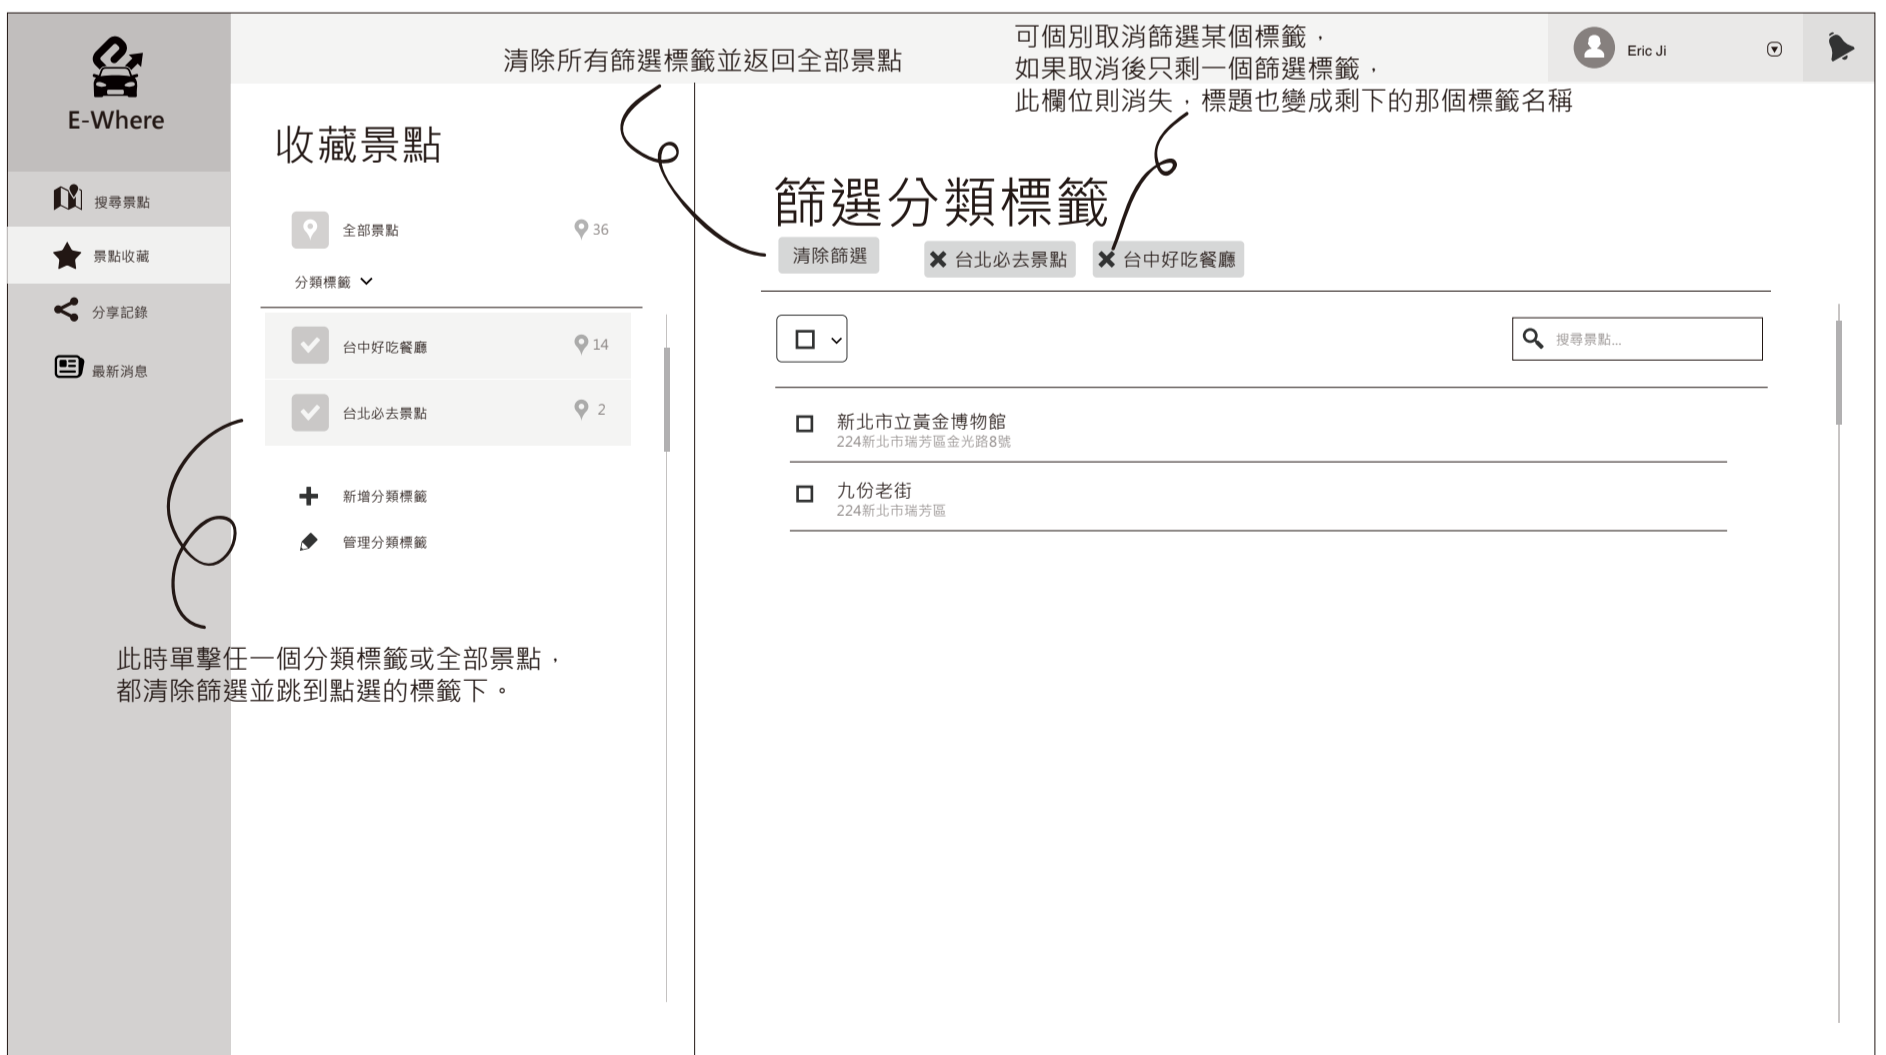 E-Where
搜尋景點
景點收藏
分享記錄
最新消息
清除所有篩選標籤並返回全部景點
可個別取消篩選某個標籤，
如果取消後只剩一個篩選標籤，
此欄位則消失，標題也變成剩下的那個標籤名稱
Eric Ji
收藏景點
全部景點 36
分類標籤
台中好吃餐廳 14
台北必去景點 2
新增分類標籤
管理分類標籤
此時單擊任一個分類標籤或全部景點，
都清除篩選並跳到點選的標籤下。
篩選分類標籤
清除篩選 台北必去景點 台中好吃餐廳
搜尋景點...
新北市立黃金博物館
224新北市瑞芳區金光路8號
九份老街
224新北市瑞芳區